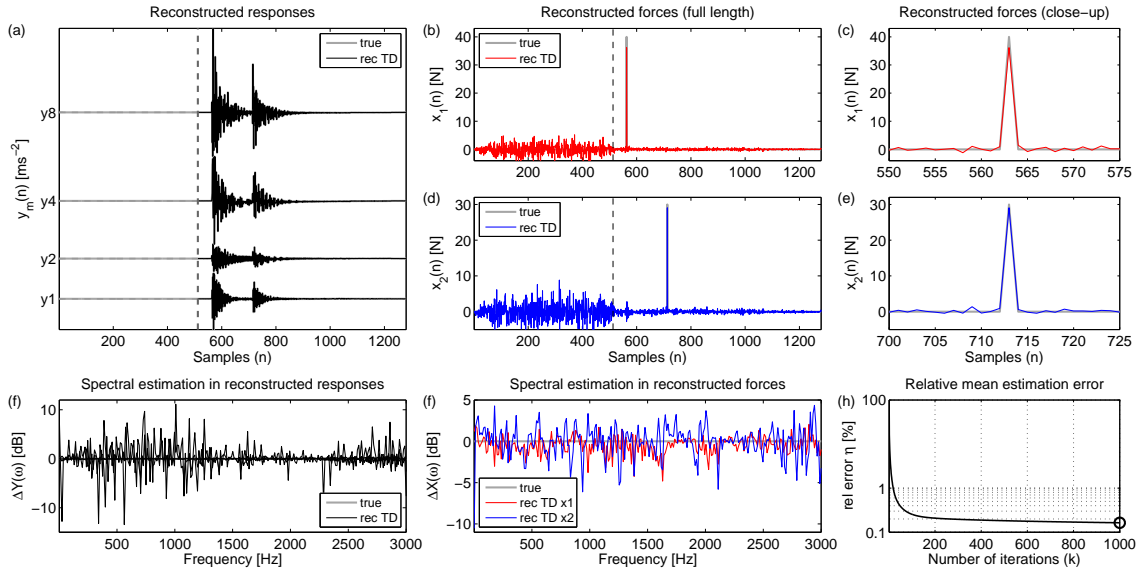 Reconstructed responses
(a)
true
rec TD
y8
y4
y2
y1
y_m(n) [ms⁻²]
200 400 600 800 1000 1200
Samples (n)
Reconstructed forces (full length)
(b)
true
rec TD
40
30
20
10
0
x₁(n) [N]
200 400 600 800 1000 1200
Reconstructed forces (close−up)
(c)
40
30
20
10
0
x₁(n) [N]
550 555 560 565 570 575
(d)
true
rec TD
30
20
10
0
x₂(n) [N]
200 400 600 800 1000 1200
Samples (n)
(e)
30
20
10
0
x₂(n) [N]
700 705 710 715 720 725
Samples (n)
Spectral estimation in reconstructed responses
(f)
10
0
−10
ΔY(ω) [dB]
true
rec TD
500 1000 1500 2000 2500 3000
Frequency [Hz]
Spectral estimation in reconstructed forces
(f)
5
0
−5
−10
ΔX(ω) [dB]
true
rec TD x1
rec TD x2
500 1000 1500 2000 2500 3000
Frequency [Hz]
Relative mean estimation error
(h)
100
1
0.1
rel error η [%]
200 400 600 800 1000
Number of iterations (k)